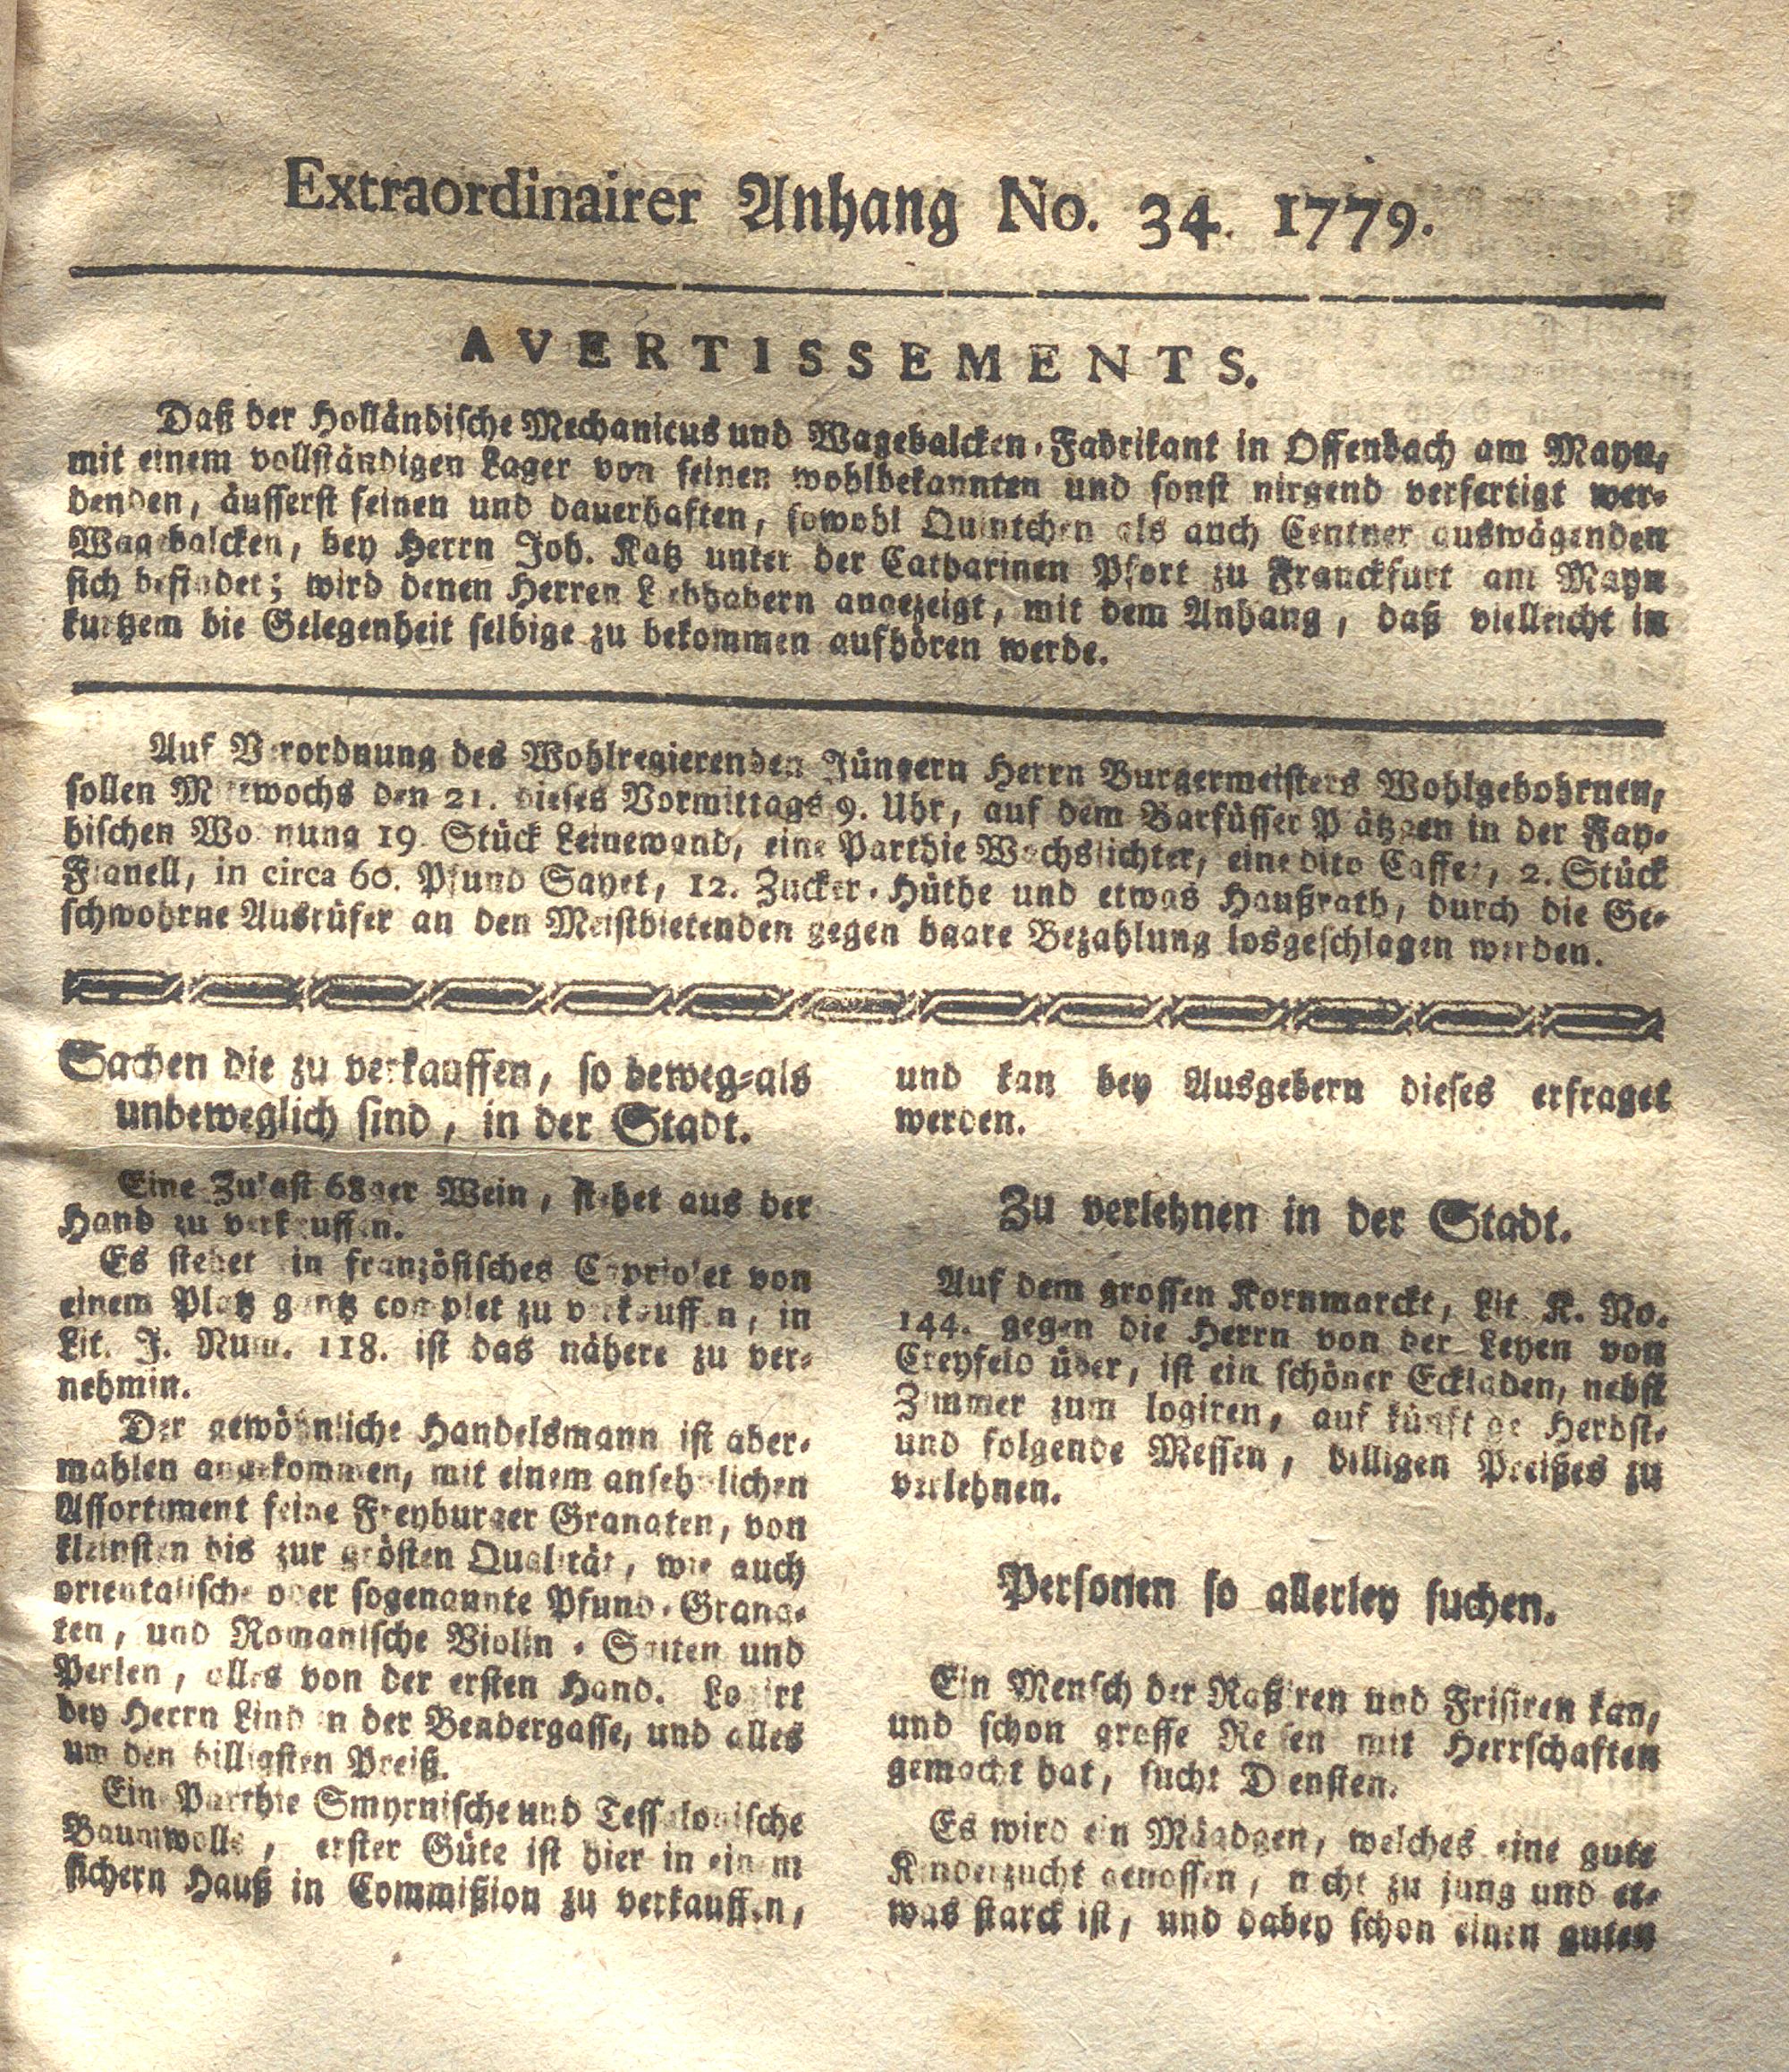 Extraordinairer Anhang No. 34. 1779.
AVERTISSEMENTS.
Daß der Holländische Mechanicus und Wagebalcken-Fabrikant in Offenbach am Mayn,
mit einem vollständigen Lager von seinen wohlbekannten und sonst nirgend verfertigt wer-
denden, äusserst feinen und dauerhaften, sowohl Quintchen als auch Centner auswägenden
Wagebalcken, bey Herrn Joh. Katz unter der Catharinen Pfort zu Franckfurt am Mayn
sich befindet; wird denen Herren Liebhabern angezeigt, mit dem Anhang, daß vielleicht in
kurtzem die Gelegenheit selbige zu bekommen aufhören werde.
Auf Verordnung des Wohlregierenden Jüngern Herrn Burgermeisters Wohlgebohrnen,
sollen Mittwochs den 21. dieses Vormittags 9. Uhr, auf dem Barfüsser Plätzgen in der Fay-
hischen Wohnung 19. Stück Leinewand, eine Parthie Wachslichter, eine dito Caffee, 2. Stück
Flanell, in circa 60. Pfund Sayet, 12. Zucker-Hüthe und etwas Haußrath, durch die Ge-
schwohrne Ausrüfer an den Meistbietenden gegen baare Bezahlung losgeschlagen werden.
Sachen die zu verkauffen, so beweg-als
unbeweglich sind, in der Stadt.
Eine Zulast 68ger Wein, stehet aus der
Hand zu verkauffen.
Es stehet ein französisches Capriolet von
einem Platz gantz complet zu verkauffen, in
Lit. J. Num. 118. ist das nähere zu ver-
nehmin.
Der gewöhnliche Handelsmann ist aber-
mahlen angekommen, mit einem ansehnlichen
Assortiment feine Freyburger Granaten, von
kleinsten bis zur grösten Qualität, wie auch
orientalische oder sogenannte Pfund-Grana-
ten, und Romanische Violin-Saiten und
Perlen, alles von der ersten Hand. Logirt
bey Herrn Lind in der Bendergasse, und alles
um den billigsten Preiß.
Eine Parthie Smyrnische und Tessalonische
Baumwolle, erster Güte ist hier in einem
sichern Hauß in Commißion zu verkauffen,
und kan bey Ausgebern dieses erfraget
werden.
Zu verlehnen in der Stadt.
Auf dem grossen Kornmarckt, Lit. K. No.
144. gegen die Herrn von der Leyen von
Creyfeld über, ist ein schöner Eckladen, nebst
Zimmer zum logiren, auf künftige Herbst-
und folgende Messen, billigen Preißes zu
verlehnen.
Personen so allerley suchen.
Ein Mensch der Raßiren und Frisiren kan,
und schon grosse Reisen mit Herrschaften
gemacht hat, sucht Diensten.
Es wird ein Mägdgen, welches eine gute
Kinderzucht genossen, nicht zu jung und et-
was starck ist, und dabey schon einen guten